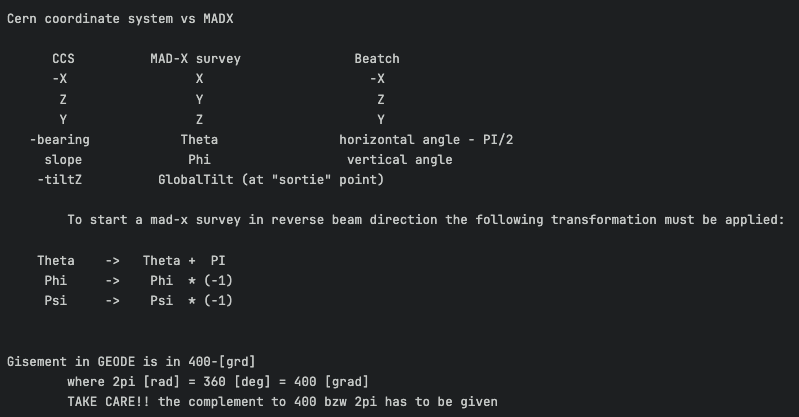 Cern coordinate system vs MADX
CCS MAD-X survey Beatch
-X X -X
Z Y Z
Y Z Y
-bearing Theta horizontal angle - PI/2
slope Phi vertical angle
-tiltZ GlobalTilt (at "sortie" point)
To start a mad-x survey in reverse beam direction the following transformation must be applied:
Theta -> Theta + PI
Phi -> Phi * (-1)
Psi -> Psi * (-1)
Gisement in GEODE is in 400-[grd]
where 2pi [rad] = 360 [deg] = 400 [grad]
TAKE CARE!! the complement to 400 bzw 2pi has to be given